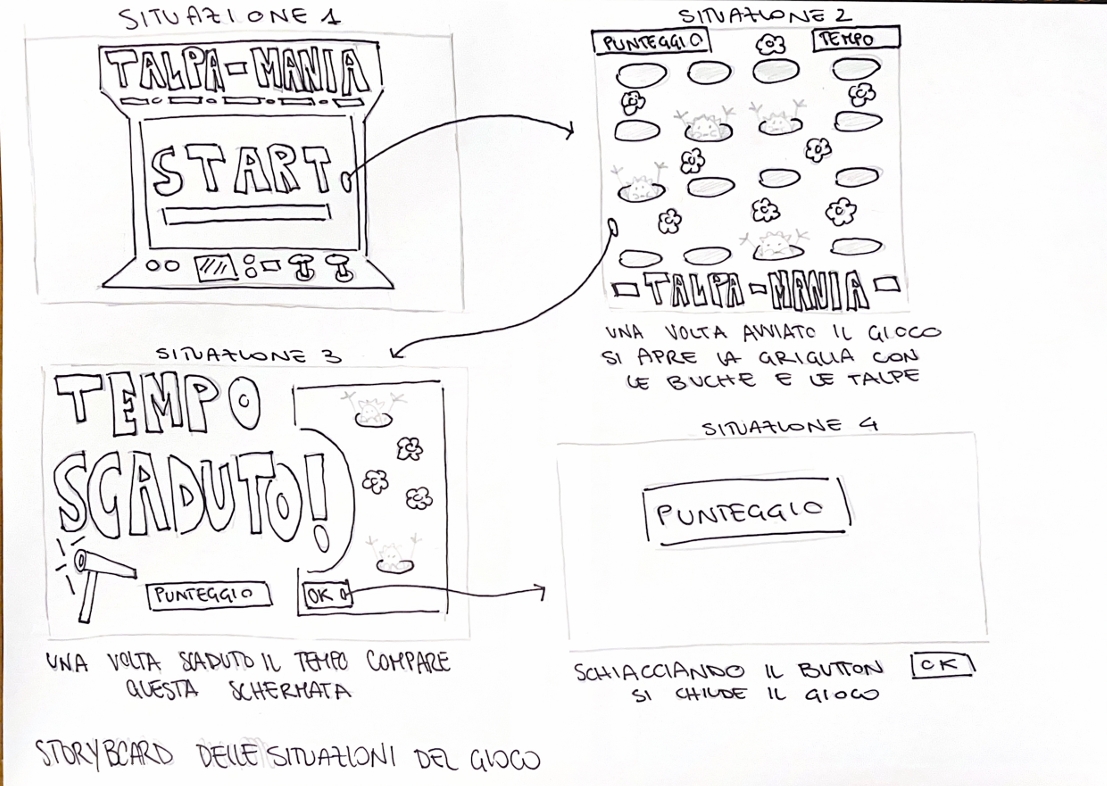 SITUAZIONE 1
TALPA-MANIA
START
SITUAZIONE 2
PUNTEGGIO
TEMPO
TALPA-MANIA
UNA VOLTA AVVIATO IL GIOCO
SI APRE LA GRIGLIA CON
LE BUCHE E LE TALPE
SITUAZIONE 3
TEMPO
SCADUTO!
PUNTEGGIO
OK
UNA VOLTA SCADUTO IL TEMPO COMPARE
QUESTA SCHERMATA
SITUAZIONE 4
PUNTEGGIO
SCHIACCIANDO IL BUTTON OK
SI CHIUDE IL GIOCO
STORYBOARD DELLE SITUAZIONI DEL GIOCO